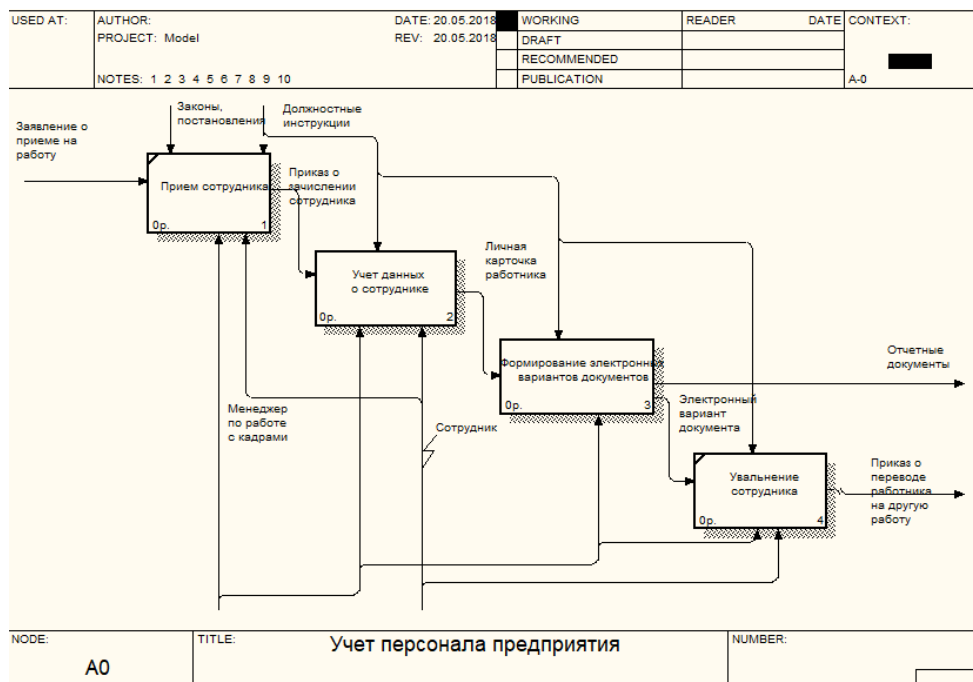 USED AT:
AUTHOR:
DATE: 20.05.2018
PROJECT: Model
REV: 20.05.2018
NOTES: 1 2 3 4 5 6 7 8 9 10
WORKING
DRAFT
RECOMMENDED
PUBLICATION
READER
DATE
CONTEXT:
A-0
Заявление о
приеме на
работу
Законы,
постановления
Должностные
инструкции
Прием сотрудника
0р.
1
Приказ о
зачислении
сотрудника
Учет данных
о сотруднике
0р.
2
Личная
карточка
работника
Формирование электронных
вариантов документов
0р.
3
Отчетные
документы
Менеджер
по работе
с кадрами
Сотрудник
Электронный
вариант
документа
Увальнение
сотрудника
0р.
4
Приказ о
переводе
работника
на другую
работу
NODE:
A0
TITLE:
Учет персонала предприятия
NUMBER: